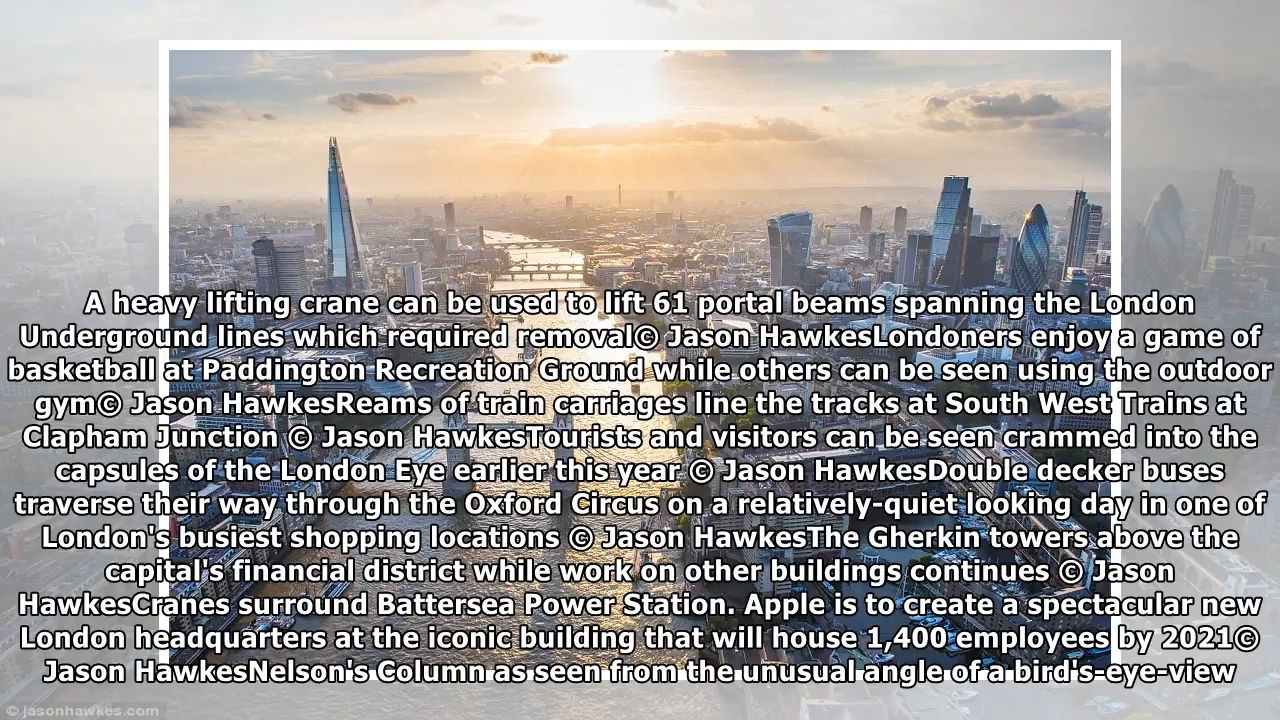 A heavy lifting crane can be used to lift 61 portal beams spanning the London
Underground lines which required removal© Jason HawkesLondoners enjoy a game of
basketball at Paddington Recreation Ground while others can be seen using the outdoor
gym© Jason HawkesReams of train carriages line the tracks at South West Trains at
Clapham Junction © Jason HawkesTourists and visitors can be seen crammed into the
capsules of the London Eye earlier this year © Jason HawkesDouble decker buses
traverse their way through the Oxford Circus on a relatively-quiet looking day in one of
London's busiest shopping locations © Jason HawkesThe Gherkin towers above the
capital's financial district while work on other buildings continues © Jason
HawkesCranes surround Battersea Power Station. Apple is to create a spectacular new
London headquarters at the iconic building that will house 1,400 employees by 2021©
Jason HawkesNelson's Column as seen from the unusual angle of a bird's-eye-view
© jasonhawkes.com